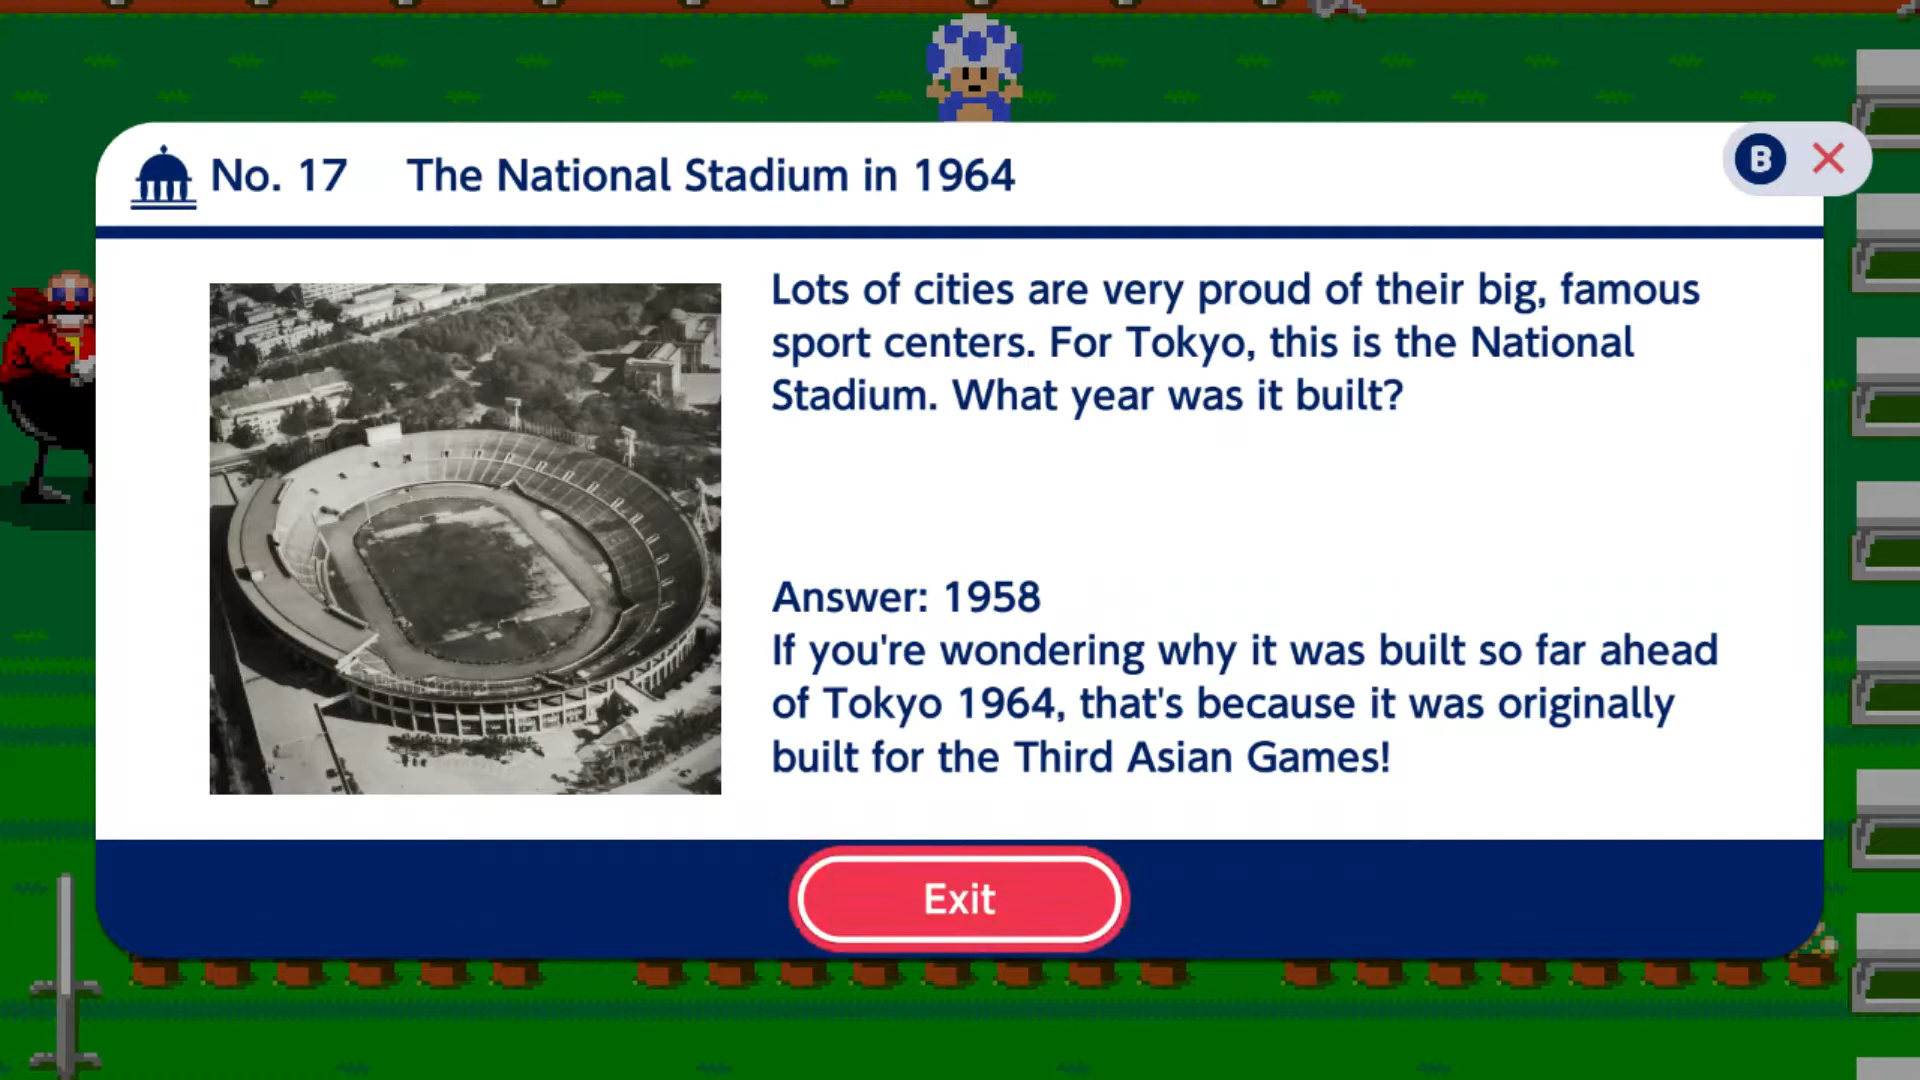 No. 17 The National Stadium in 1964
B
Lots of cities are very proud of their big, famous
sport centers. For Tokyo, this is the National
Stadium. What year was it built?
Answer: 1958
If you're wondering why it was built so far ahead
of Tokyo 1964, that's because it was originally
built for the Third Asian Games!
Exit